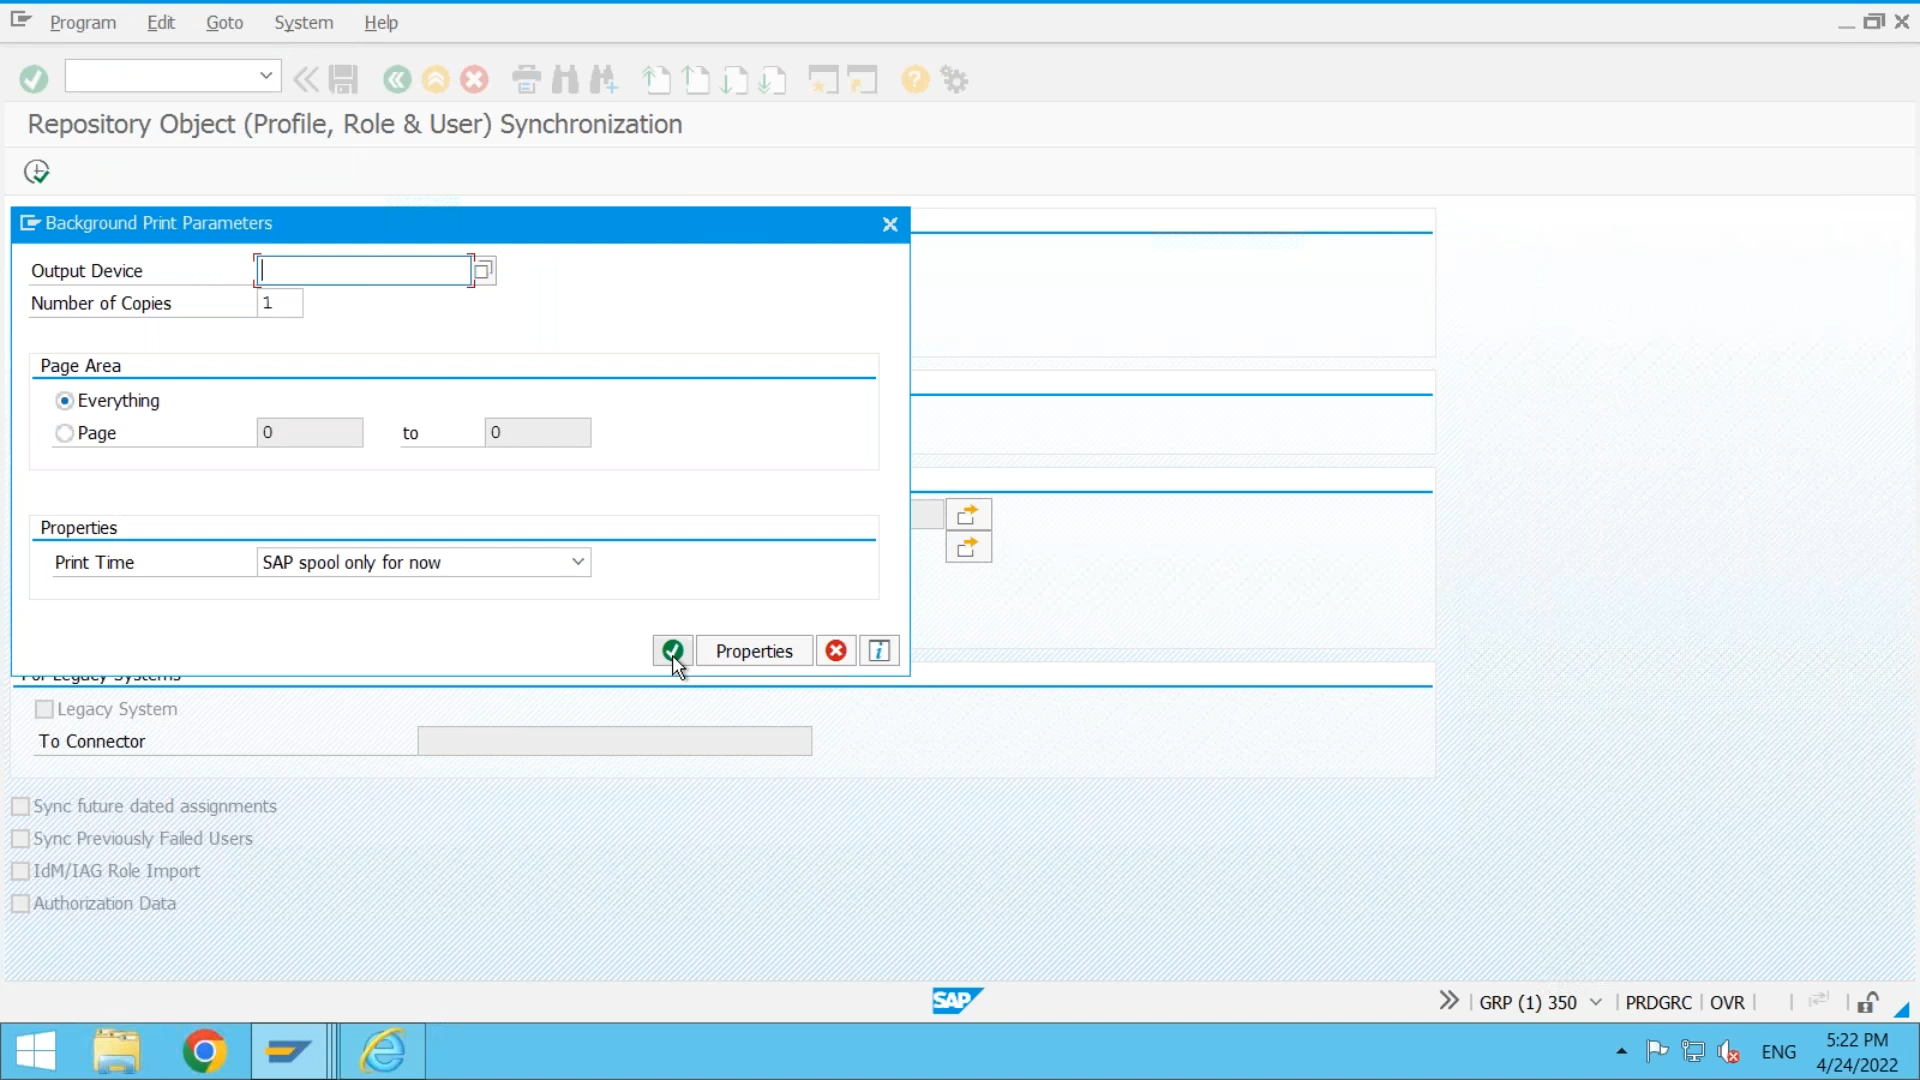 Program Edit Goto System Help
Repository Object (Profile, Role & User) Synchronization
Background Print Parameters
Output Device
Number of Copies 1
Page Area
Everything
Page 0 to 0
Properties
Print Time SAP spool only for now
Properties
Legacy System
To Connector
Sync future dated assignments
Sync Previously Failed Users
IdM/IAG Role Import
Authorization Data
SAP GRP (1) 350 PRDGRC OVR
ENG 5:22 PM
4/24/2022